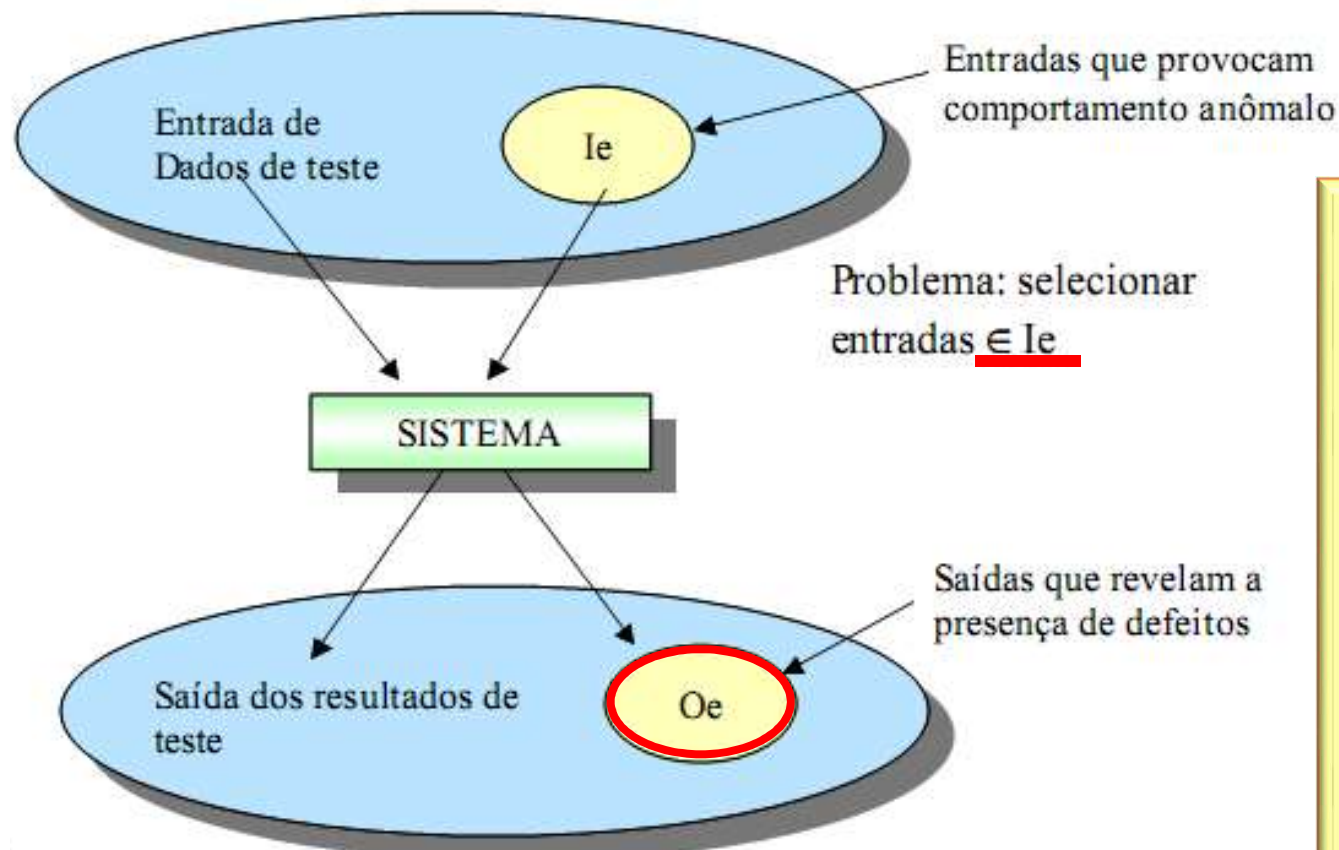 Entradas que provocam
comportamento anômalo
Entrada de
Dados de teste
Ie
Problema: selecionar
entradas ∈ Ie
SISTEMA
Saídas que revelam a
presença de defeitos
Saída dos resultados de
teste
Oe